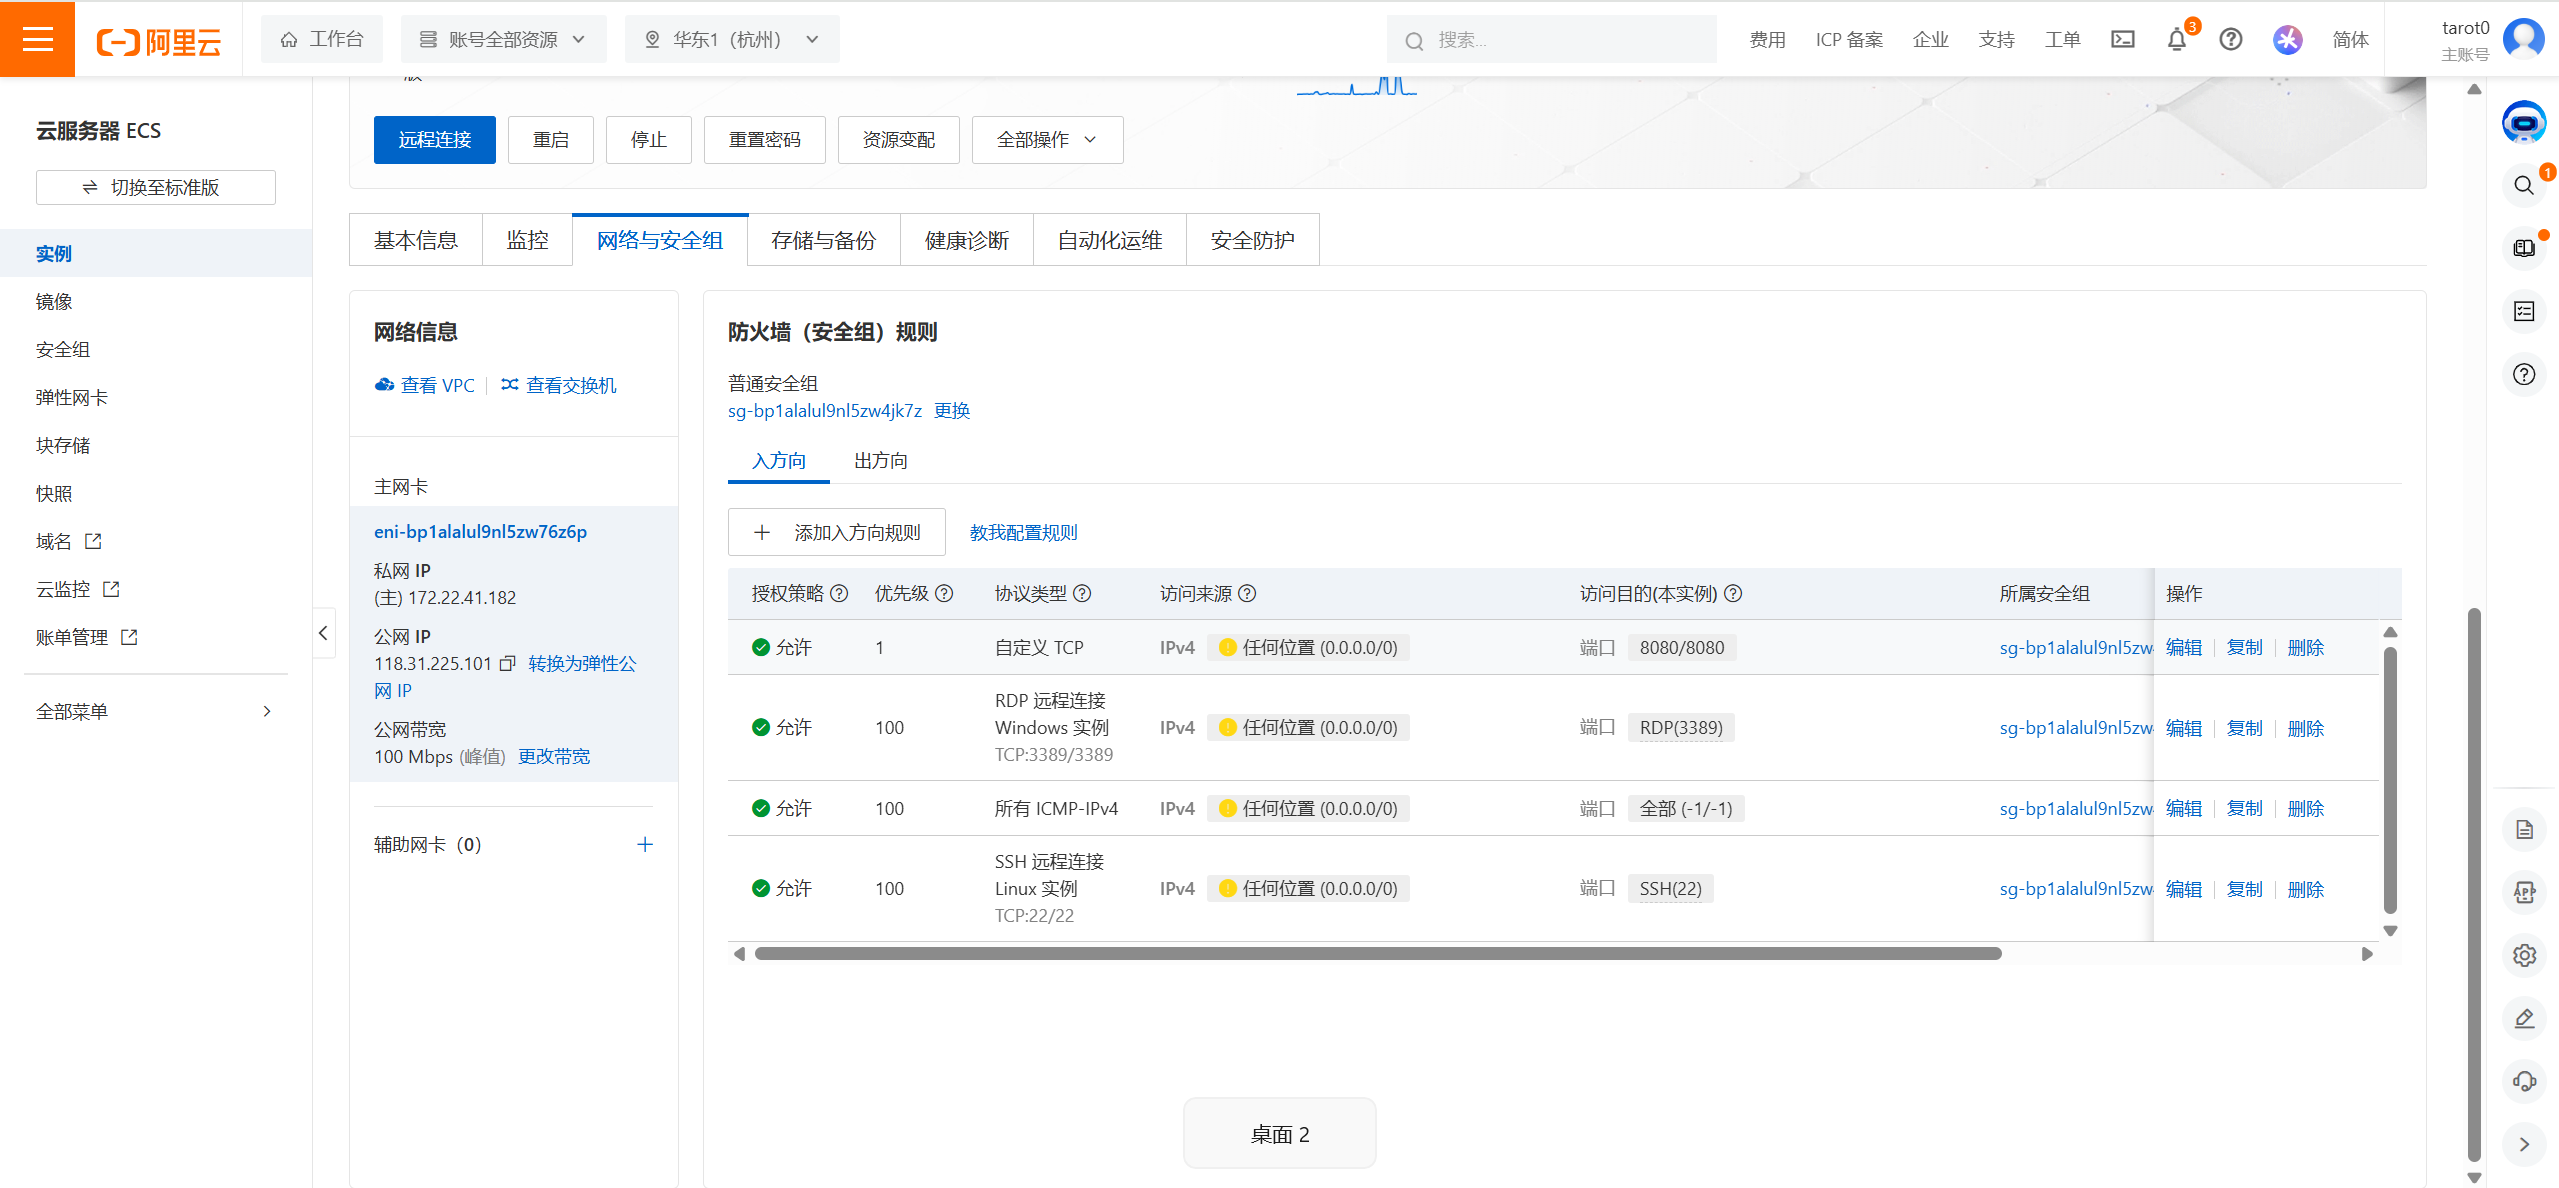 阿里云
工作台
账号全部资源
华东1（杭州）
搜索...
费用
ICP 备案
企业
支持
工单
3
简体
tarot0
主账号
云服务器 ECS
切换至标准版
实例
镜像
安全组
弹性网卡
块存储
快照
域名
云监控
账单管理
全部菜单
远程连接
重启
停止
重置密码
资源变配
全部操作
基本信息
监控
网络与安全组
存储与备份
健康诊断
自动化运维
安全防护
网络信息
查看 VPC
查看交换机
主网卡
eni-bp1alalul9nl5zw76z6p
私网 IP
(主) 172.22.41.182
公网 IP
118.31.225.101 转换为弹性公
网 IP
公网带宽
100 Mbps (峰值) 更改带宽
辅助网卡（0）
防火墙（安全组）规则
普通安全组
sg-bp1alalul9nl5zw4jk7z 更换
入方向
出方向
添加入方向规则
教我配置规则
授权策略 优先级 协议类型 访问来源 访问目的(本实例) 所属安全组 操作
允许 1 自定义 TCP IPv4 任何位置 (0.0.0.0/0) 端口 8080/8080 sg-bp1alalul9nl5zw 编辑 复制 删除
RDP 远程连接
允许 100 Windows 实例 IPv4 任何位置 (0.0.0.0/0) 端口 RDP(3389) sg-bp1alalul9nl5zw 编辑 复制 删除
TCP:3389/3389
允许 100 所有 ICMP-IPv4 IPv4 任何位置 (0.0.0.0/0) 端口 全部 (-1/-1) sg-bp1alalul9nl5zw 编辑 复制 删除
SSH 远程连接
允许 100 Linux 实例 IPv4 任何位置 (0.0.0.0/0) 端口 SSH(22) sg-bp1alalul9nl5zw 编辑 复制 删除
TCP:22/22
桌面 2
1
APP